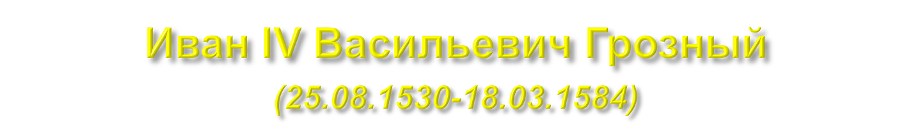 Иван IV Васильевич Грозный
(25.08.1530-18.03.1584)